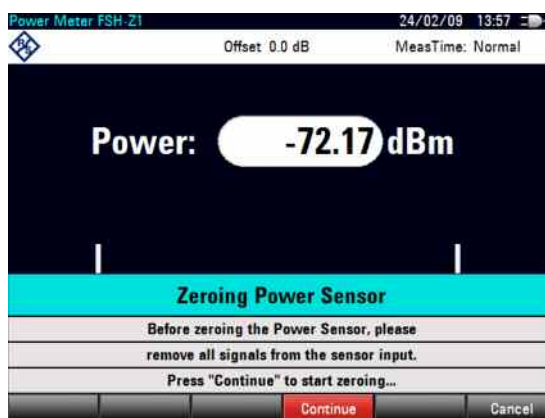 Power Meter FSH-Z1 24/02/09 13:57
Offset 0.0 dB MeasTime: Normal
Power: -72.17 dBm
Zeroing Power Sensor
Before zeroing the Power Sensor, please
remove all signals from the sensor input.
Press "Continue" to start zeroing...
Continue Cancel